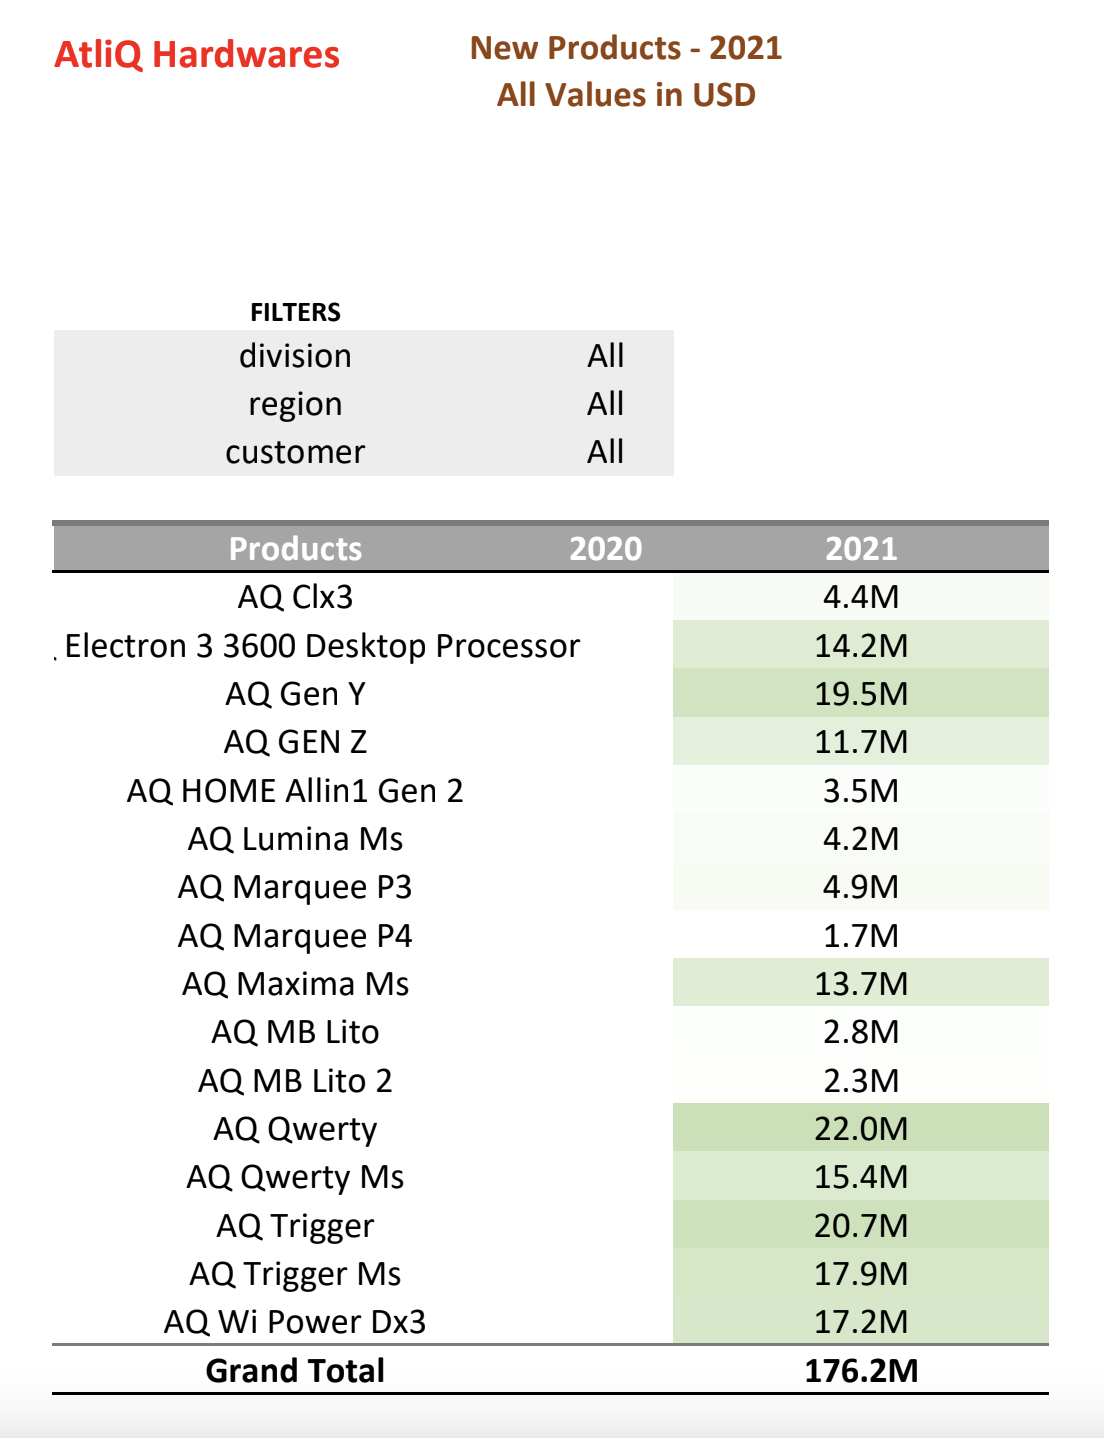 AtliQ Hardwares
New Products - 2021
All Values in USD
FILTERS
division All
region All
customer All
Products 2020 2021
AQ Clx3 4.4M
Electron 3 3600 Desktop Processor 14.2M
AQ Gen Y 19.5M
AQ GEN Z 11.7M
AQ HOME Allin1 Gen 2 3.5M
AQ Lumina Ms 4.2M
AQ Marquee P3 4.9M
AQ Marquee P4 1.7M
AQ Maxima Ms 13.7M
AQ MB Lito 2.8M
AQ MB Lito 2 2.3M
AQ Qwerty 22.0M
AQ Qwerty Ms 15.4M
AQ Trigger 20.7M
AQ Trigger Ms 17.9M
AQ Wi Power Dx3 17.2M
Grand Total 176.2M